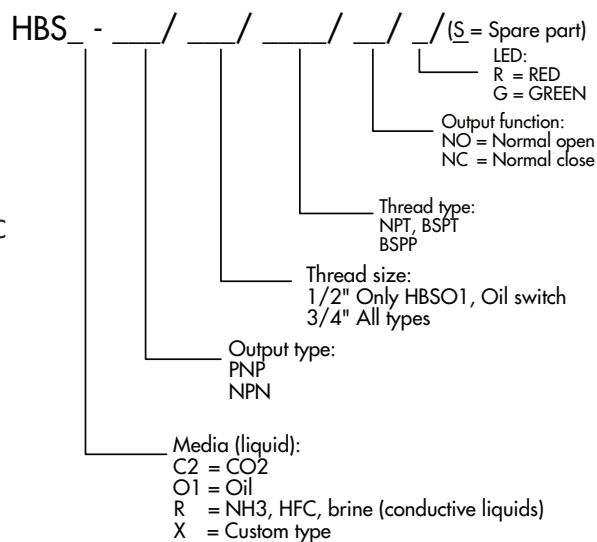 HBS_ - ___/ ___/ ____/ __/ _/ (S = Spare part)
LED:
R = RED
G = GREEN
Output function:
NO = Normal open
NC = Normal close
C
Thread type:
NPT, BSPT
BSPP
Thread size:
1/2" Only HBSO1, Oil switch
3/4" All types
Output type:
PNP
NPN
Media (liquid):
C2 = CO2
O1 = Oil
R = NH3, HFC, brine (conductive liquids)
X = Custom type